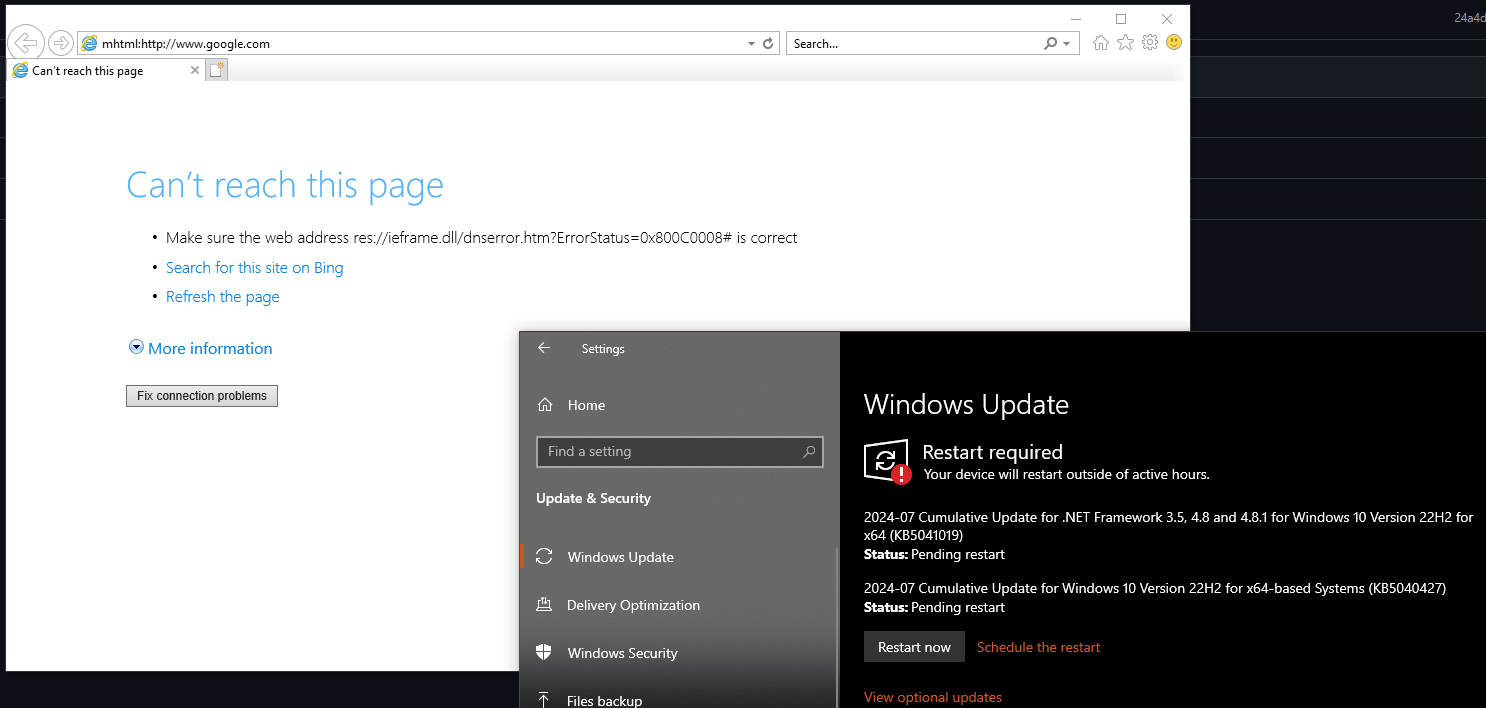 24a4d
mhtml:http://www.google.com
Search...
Can't reach this page
Can't reach this page
• Make sure the web address res://ieframe.dll/dnserror.htm?ErrorStatus=0x800C0008# is correct
• Search for this site on Bing
• Refresh the page
More information
Fix connection problems
Settings
Home
Find a setting
Update & Security
Windows Update
Delivery Optimization
Windows Security
Files backup
Windows Update
Restart required
Your device will restart outside of active hours.
2024-07 Cumulative Update for .NET Framework 3.5, 4.8 and 4.8.1 for Windows 10 Version 22H2 for
x64 (KB5041019)
Status: Pending restart
2024-07 Cumulative Update for Windows 10 Version 22H2 for x64-based Systems (KB5040427)
Status: Pending restart
Restart now
Schedule the restart
View optional updates